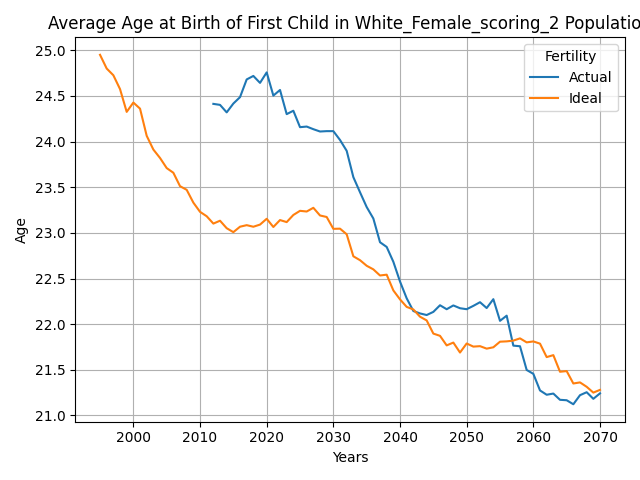 Average Age at Birth of First Child in White_Female_scoring_2 Populatio
Fertility
Actual
Ideal
25.0
24.5
24.0
23.5
23.0
22.5
22.0
21.5
21.0
Age
2000 2010 2020 2030 2040 2050 2060 2070
Years